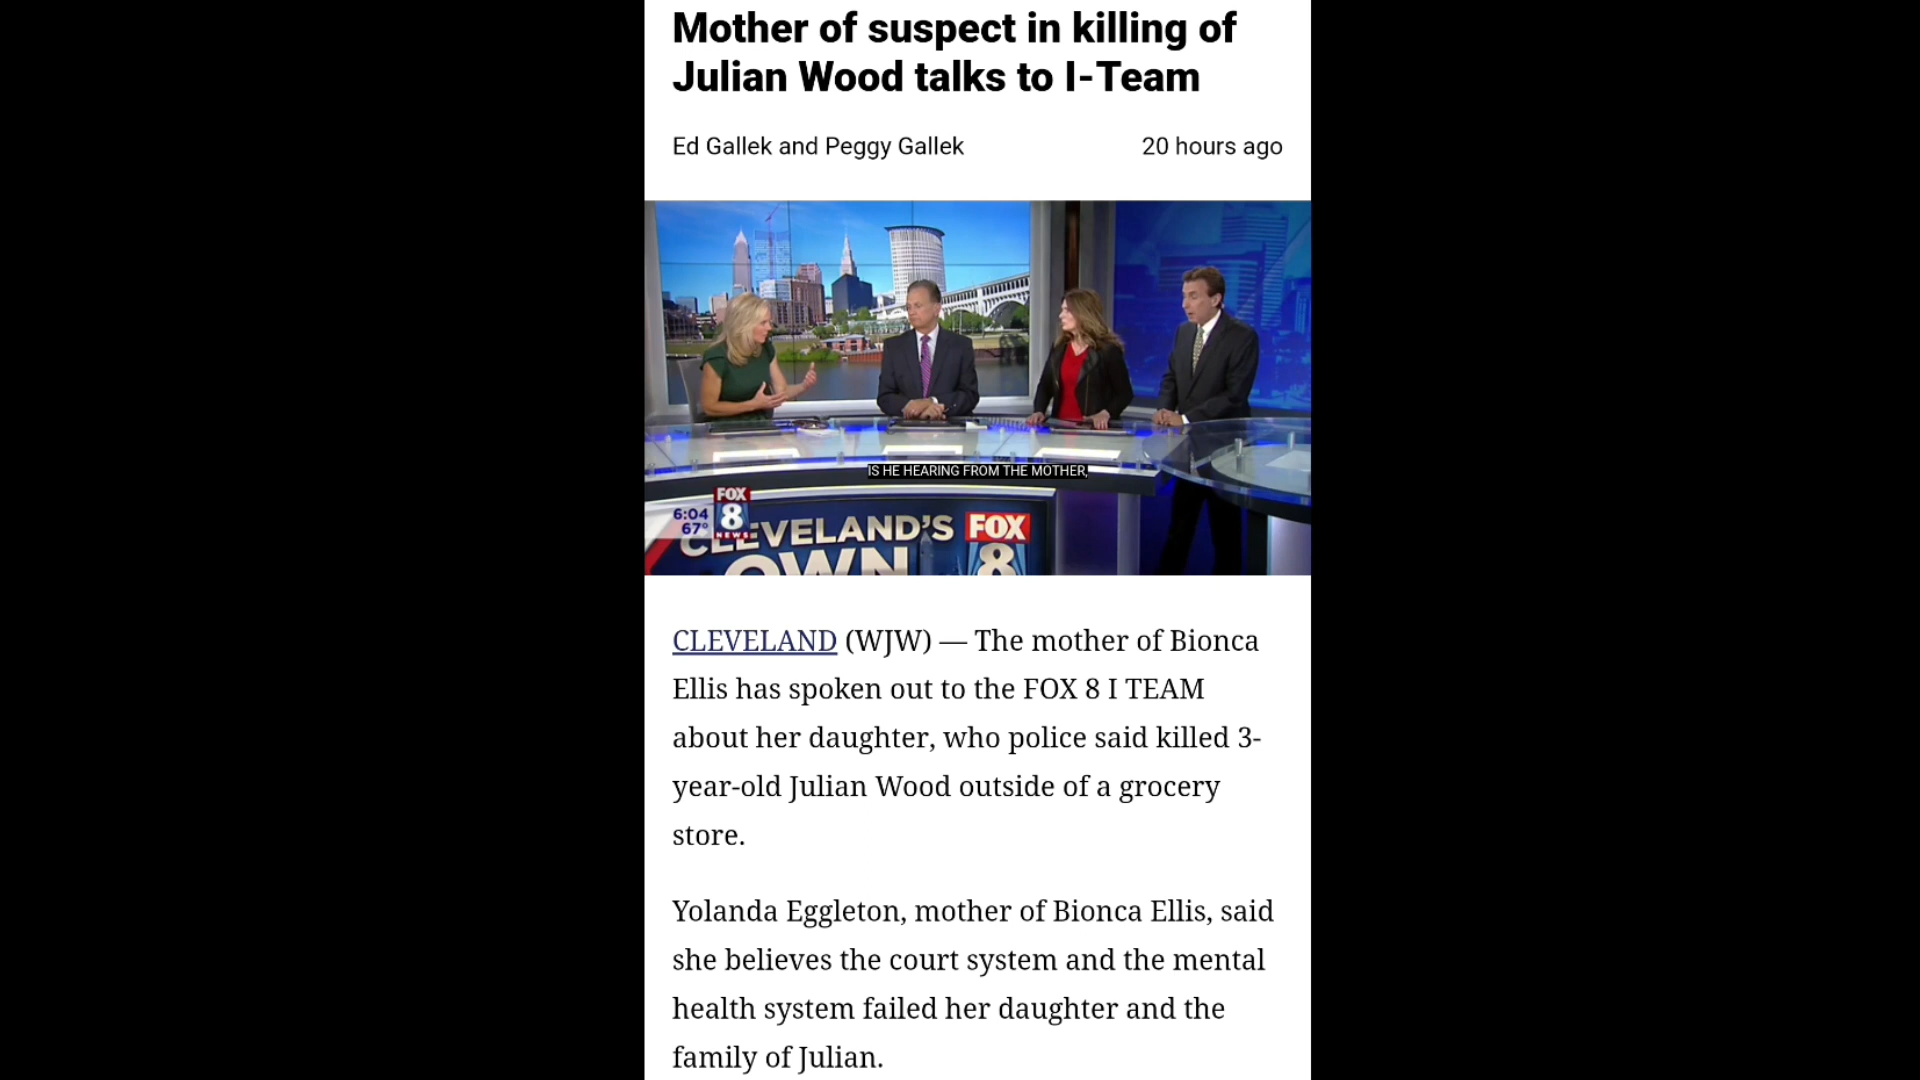 Mother of suspect in killing of
Julian Wood talks to I-Team
Ed Gallek and Peggy Gallek
20 hours ago
IS HE HEARING FROM THE MOTHER,
6:04
67°
FOX
8
NEWS
CLEVELAND'S
OWN
FOX
8
CLEVELAND (WJW) — The mother of Bionca
Ellis has spoken out to the FOX 8 I TEAM
about her daughter, who police said killed 3-
year-old Julian Wood outside of a grocery
store.
Yolanda Eggleton, mother of Bionca Ellis, said
she believes the court system and the mental
health system failed her daughter and the
family of Julian.